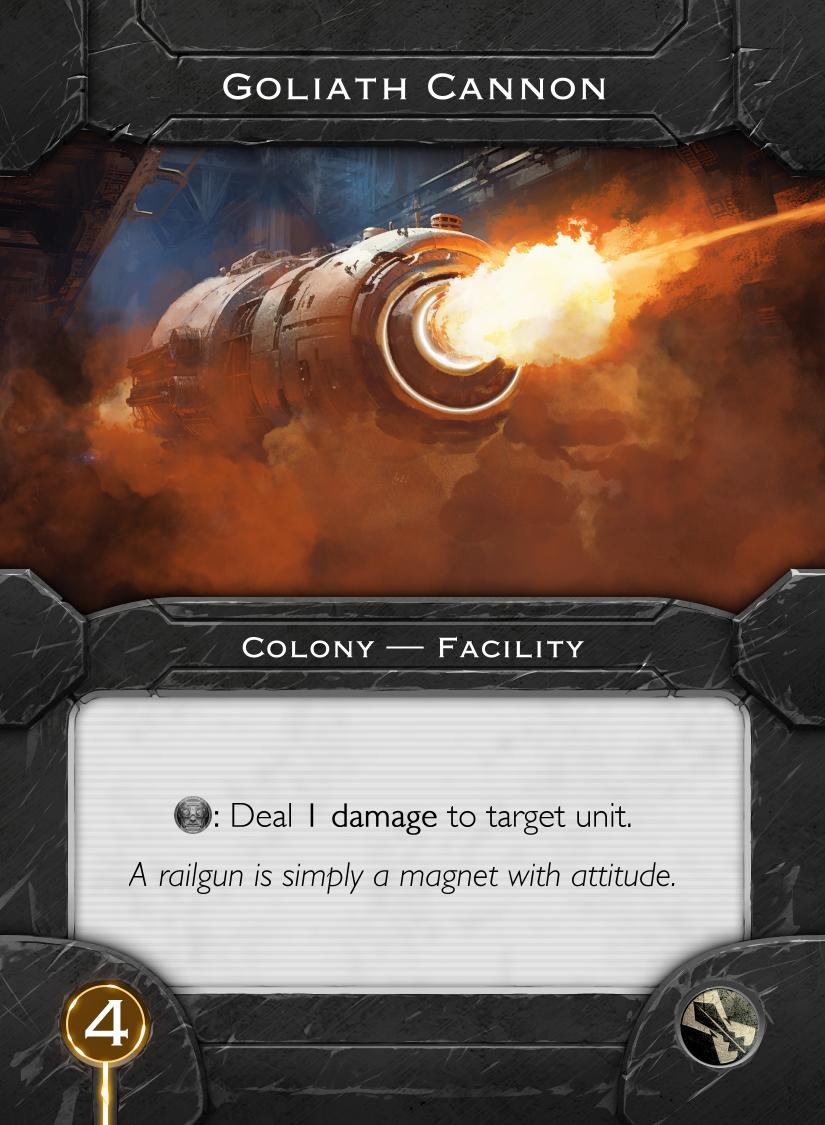 Goliath Cannon
Colony — Facility
: Deal 1 damage to target unit.
A railgun is simply a magnet with attitude.
4